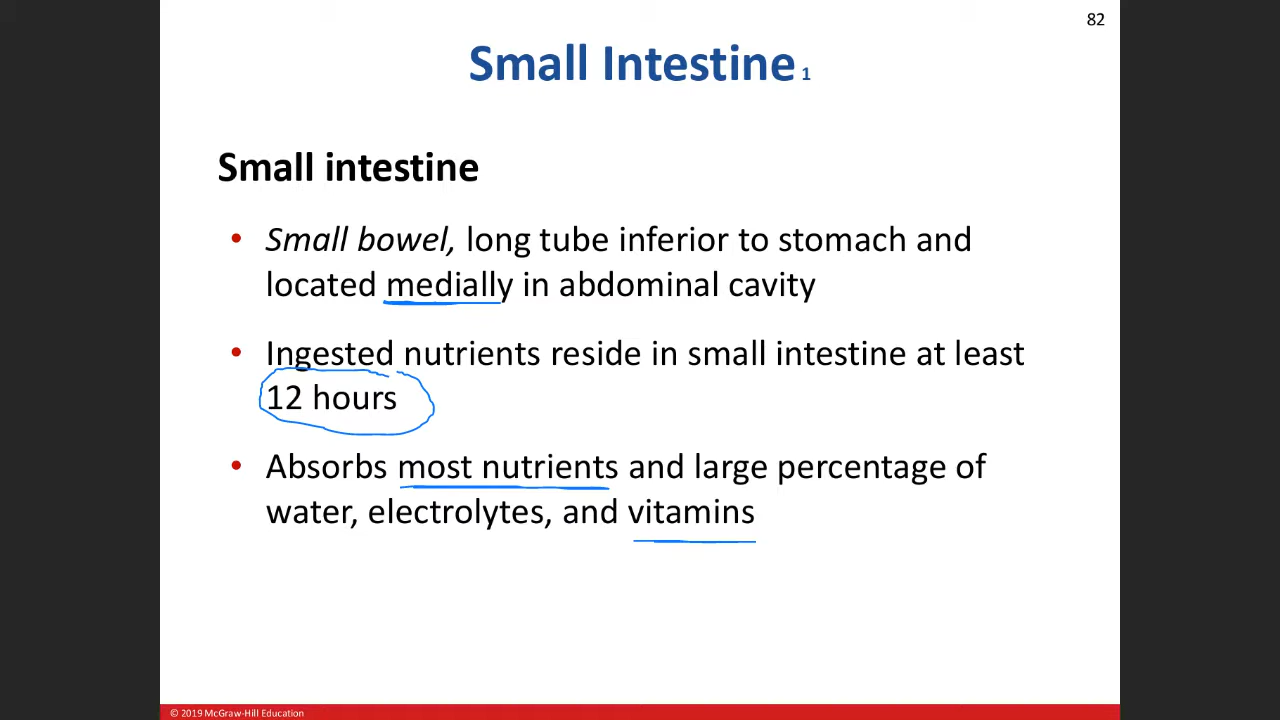 82
Small Intestine 1
Small intestine
• Small bowel, long tube inferior to stomach and
located medially in abdominal cavity
• Ingested nutrients reside in small intestine at least
12 hours
• Absorbs most nutrients and large percentage of
water, electrolytes, and vitamins
© 2019 McGraw-Hill Education